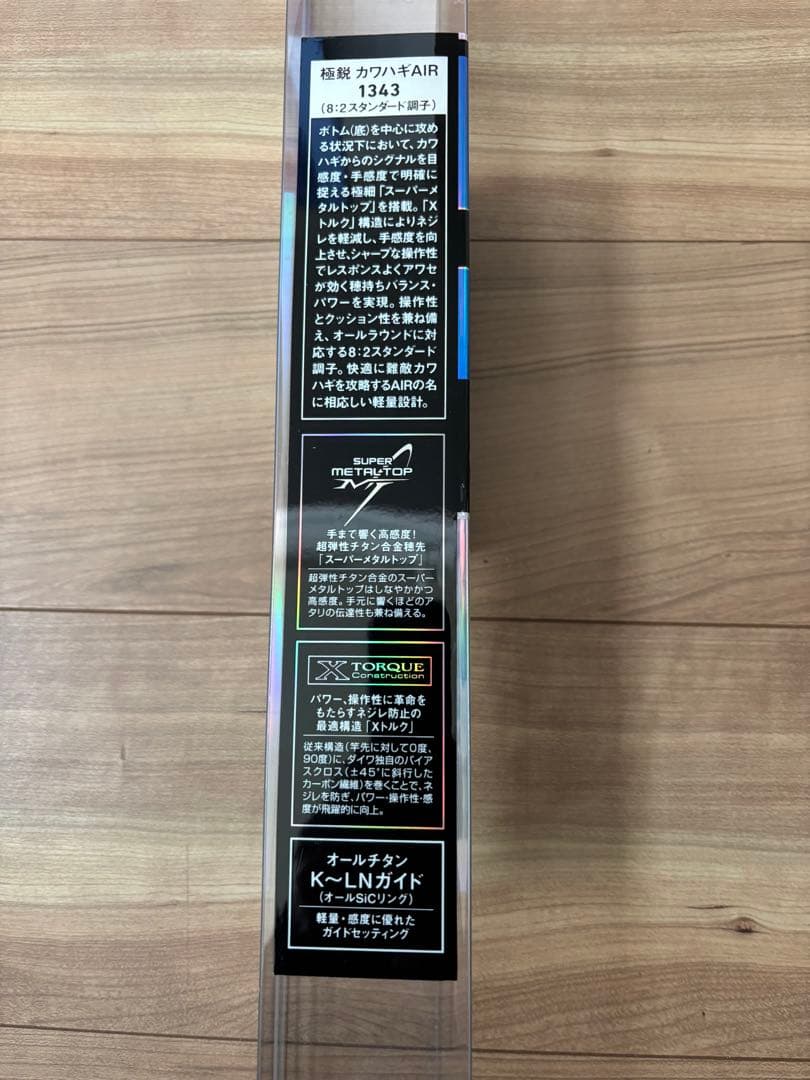 極鋭 カワハギAIR
1343
(8:2スタンダード調子)
ボトム(底)を中心に攻め
る状況下において、カワ
ハギからのシグナルを目
感度・手感度で明確に
捉える極細「スーパーメ
タルトップ」を搭載。「X
トルク」構造によりネジ
レを軽減し、手感度を向
上させ、シャープな操作性
でレスポンスよくアワセ
が効く穂持ちバランス・
パワーを実現。操作性
とクッション性を兼ね備
え、オールラウンドに対
応する8:2スタンダード
調子。快適に難敵カワ
ハギを攻略するAIRの名
に相応しい軽量設計。
SUPER
METAL-TOP
MT
手まで響く高感度!
超弾性チタン合金穂先
「スーパーメタルトップ」
超弾性チタン合金のスーパー
メタルトップはしなやかかつ
高感度。手元に響くほどのア
タリの伝達性も兼ね備える。
X TORQUE
Construction
パワー、操作性に革命を
もたらすネジレ防止の
最適構造「Xトルク」
従来構造(竿先に対して0度、
90度)に、ダイワ独自のバイア
スクロス(±45°に斜行した
カーボン繊維)を巻くことで、ネ
ジレを防ぎ、パワー・操作性・感
度が飛躍的に向上。
オールチタン
K〜LNガイド
(オールSiCリング)
軽量・感度に優れた
ガイドセッティング